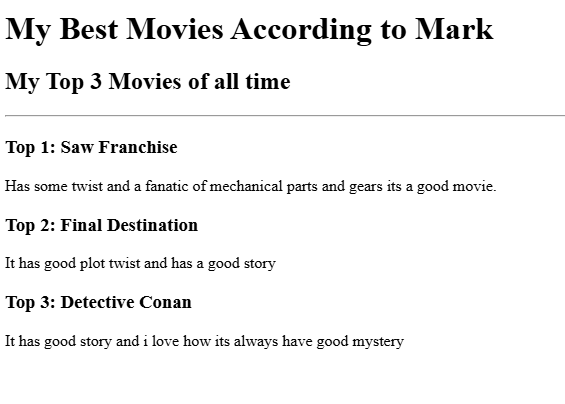 My Best Movies According to Mark
My Top 3 Movies of all time
Top 1: Saw Franchise
Has some twist and a fanatic of mechanical parts and gears its a good movie.
Top 2: Final Destination
It has good plot twist and has a good story
Top 3: Detective Conan
It has good story and i love how its always have good mystery